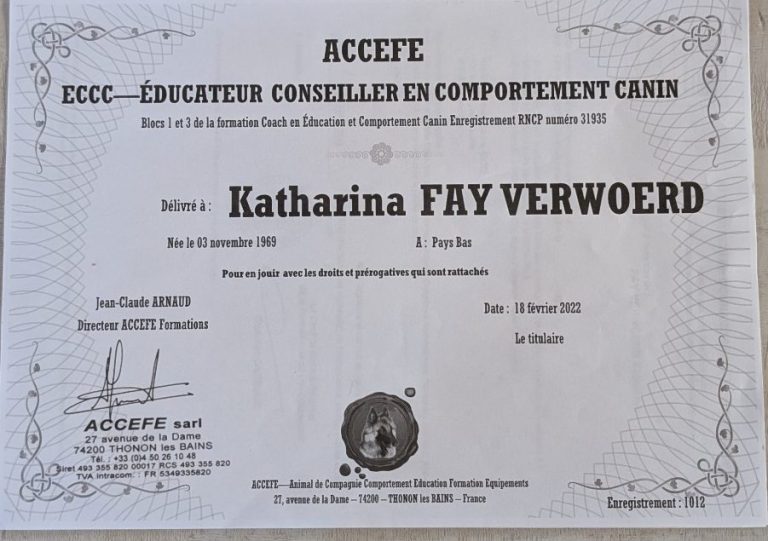 ACCEFE
ECCC—ÉDUCATEUR CONSEILLER EN COMPORTEMENT CANIN
Blocs 1 et 3 de la formation Coach en Éducation et Comportement Canin Enregistrement RNCP numéro 31935
Délivré à : Katharina FAY VERWOERD
Née le 03 novembre 1969 A : Pays Bas
Pour en jouir avec les droits et prérogatives qui sont rattachés
Jean-Claude ARNAUD
Directeur ACCEFE Formations
Date : 18 février 2022
Le titulaire
ACCEFE sarl
27 avenue de la Dame
74200 THONON les BAINS
Tél. : +33 (0)4 50 26 10 48
Siret 493 355 820 00017 RCS 493 355 820
TVA Intracom. : FR 5349335820
ACCEFE—Animal de Compagnie Comportement Education Formation Equipements
27, avenue de la Dame – 74200 – THONON les BAINS – France
Enregistrement : 1012